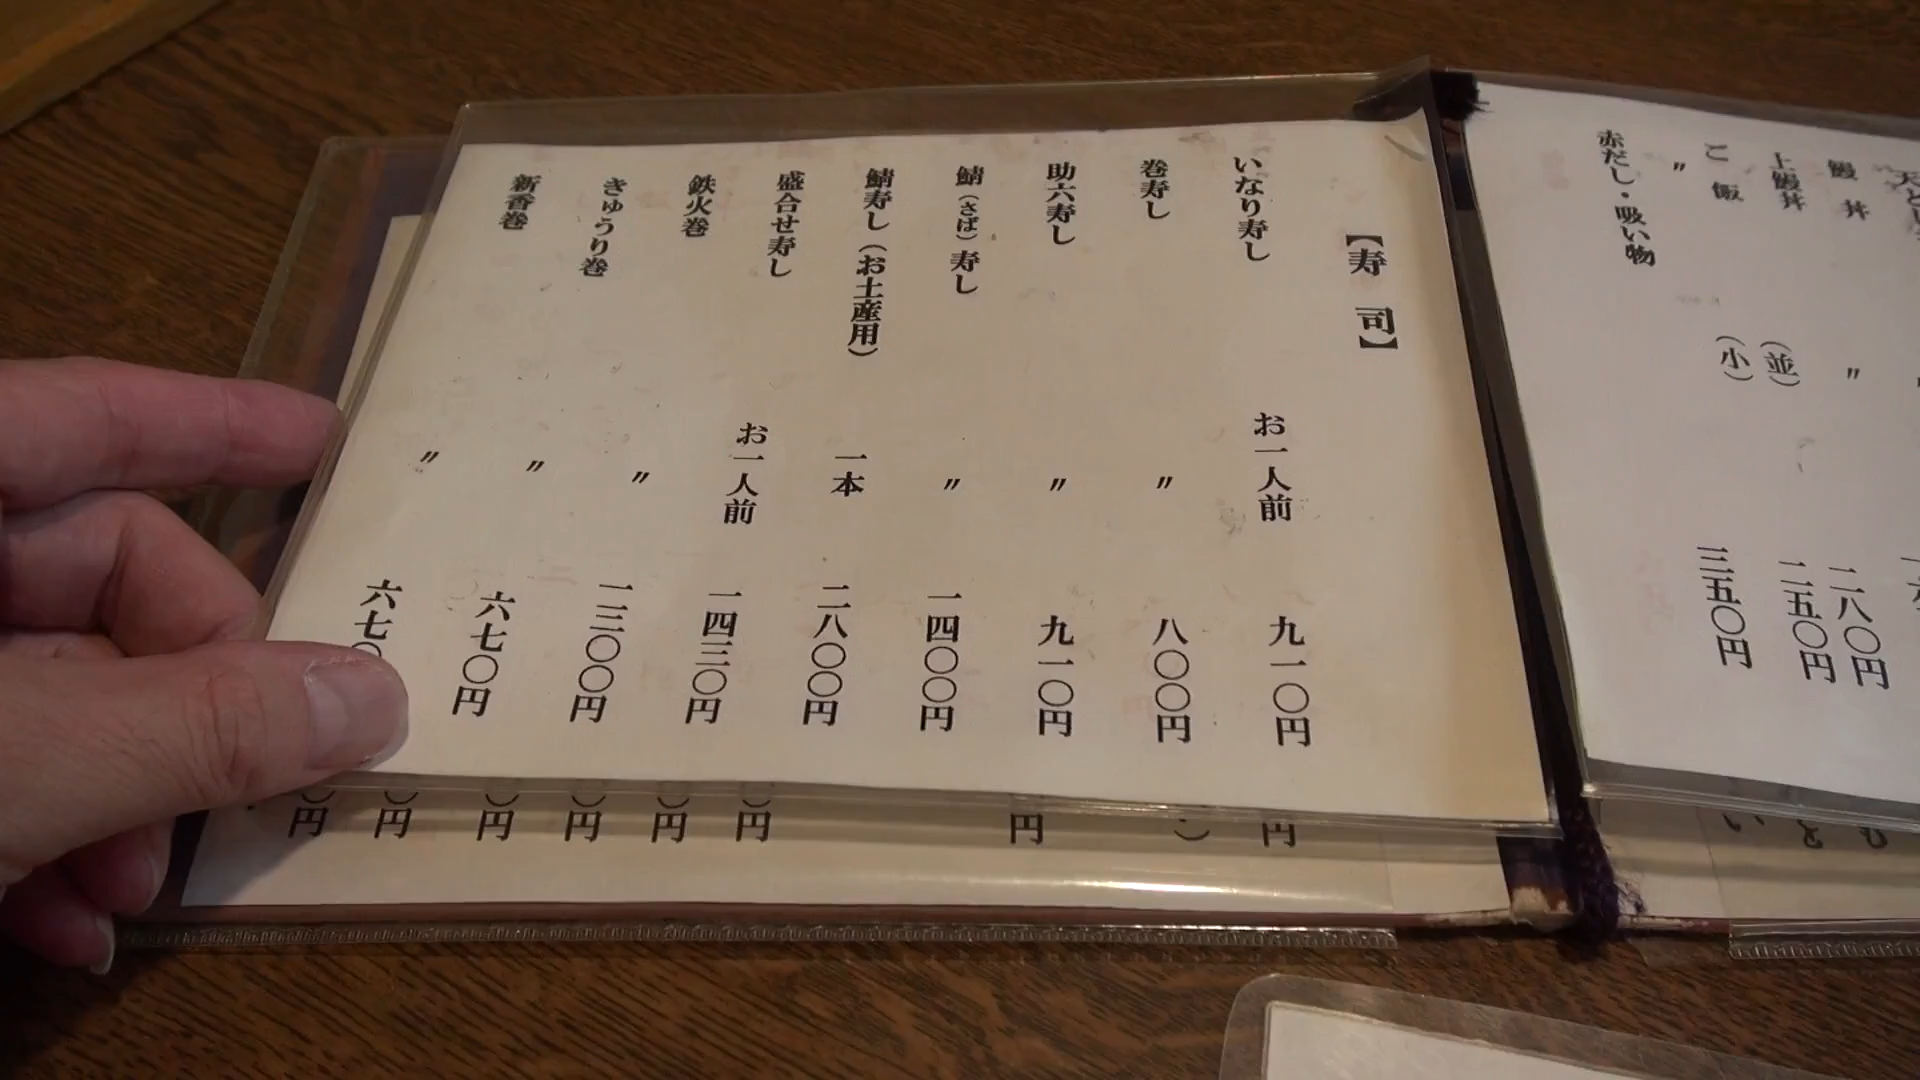 天と
鰻丼 〃 二八〇円
上鰻丼 (並) 二五〇円
ご飯 (小)
〃 三五〇円
赤だし・吸い物
【寿司】
いなり寿し お一人前 九一〇円
巻寿し 〃 八〇〇円
助六寿し 〃 九一〇円
鯖(さば)寿し 〃 一四〇〇円
鯖寿し(お土産用) 一本 二八〇〇円
盛合せ寿し お一人前 一四三〇円
鉄火巻 〃 一三〇〇円
きゅうり巻 〃 六七〇円
新香巻 〃 六七〇